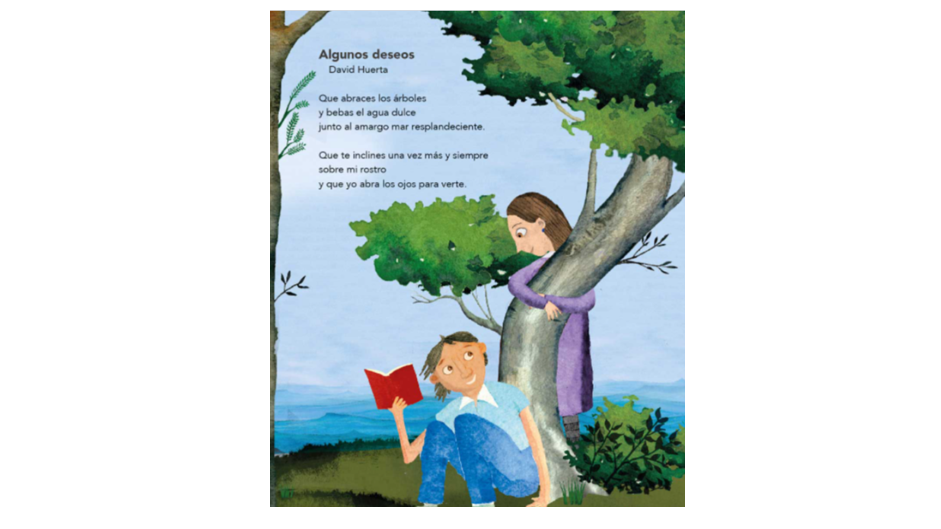 Algunos deseos
David Huerta
Que abraces los árboles
y bebas el agua dulce
junto al amargo mar resplandeciente.
Que te inclines una vez más y siempre
sobre mi rostro
y que yo abra los ojos para verte.